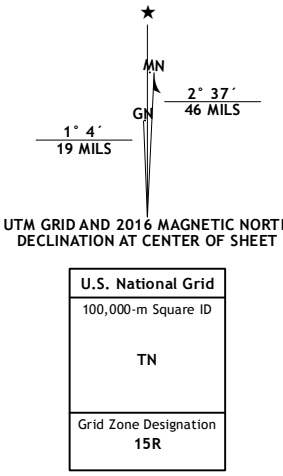 ★
MN
GN
2° 37´
46 MILS
1° 4´
19 MILS
UTM GRID AND 2016 MAGNETIC NORTH
DECLINATION AT CENTER OF SHEET
U.S. National Grid
100,000-m Square ID
TN
Grid Zone Designation
15R